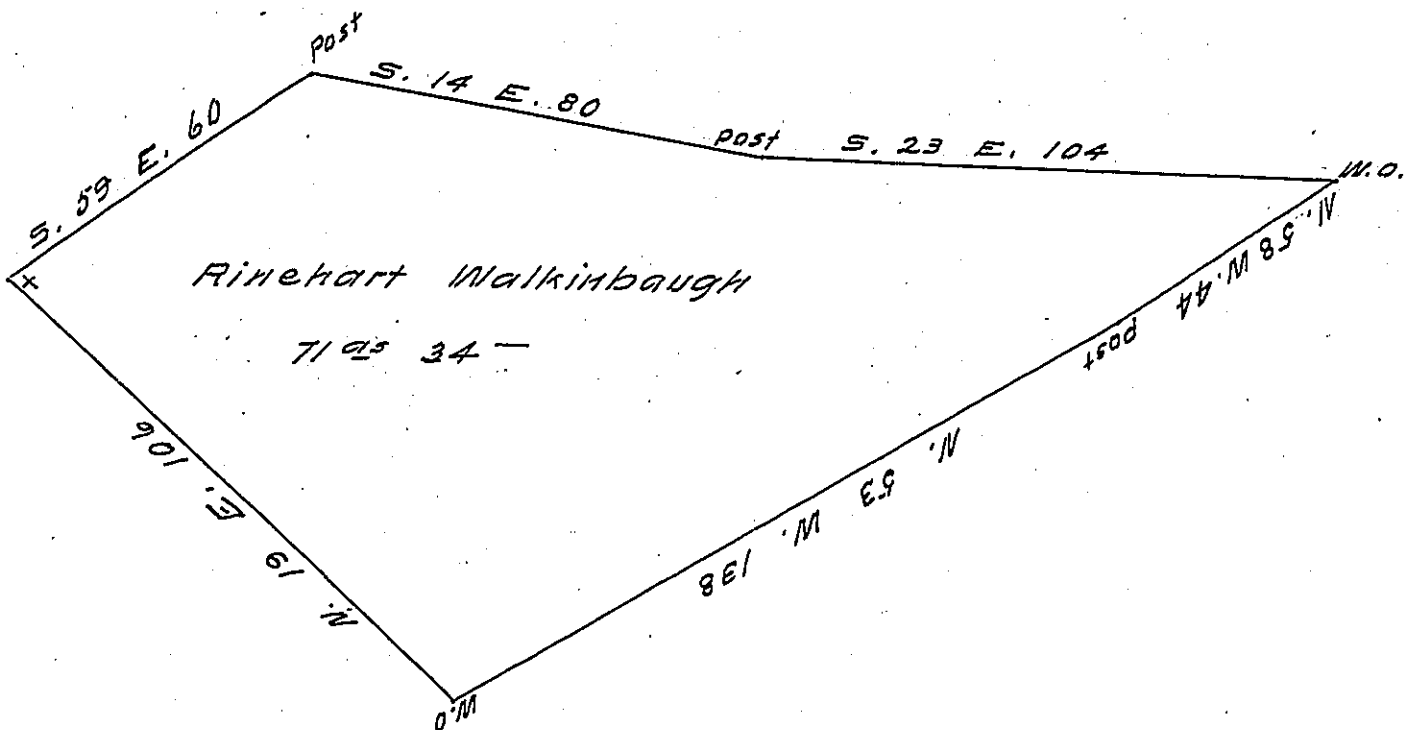 post
S. 14 E. 80
S. 59 E. 60
post
S. 23 E. 104
W.O.
N. 58 W. 44
x
Rinehart Walkinbaugh
71 as 34 —
post
N. 53 W. 138
N. 19 E. 106
W.O